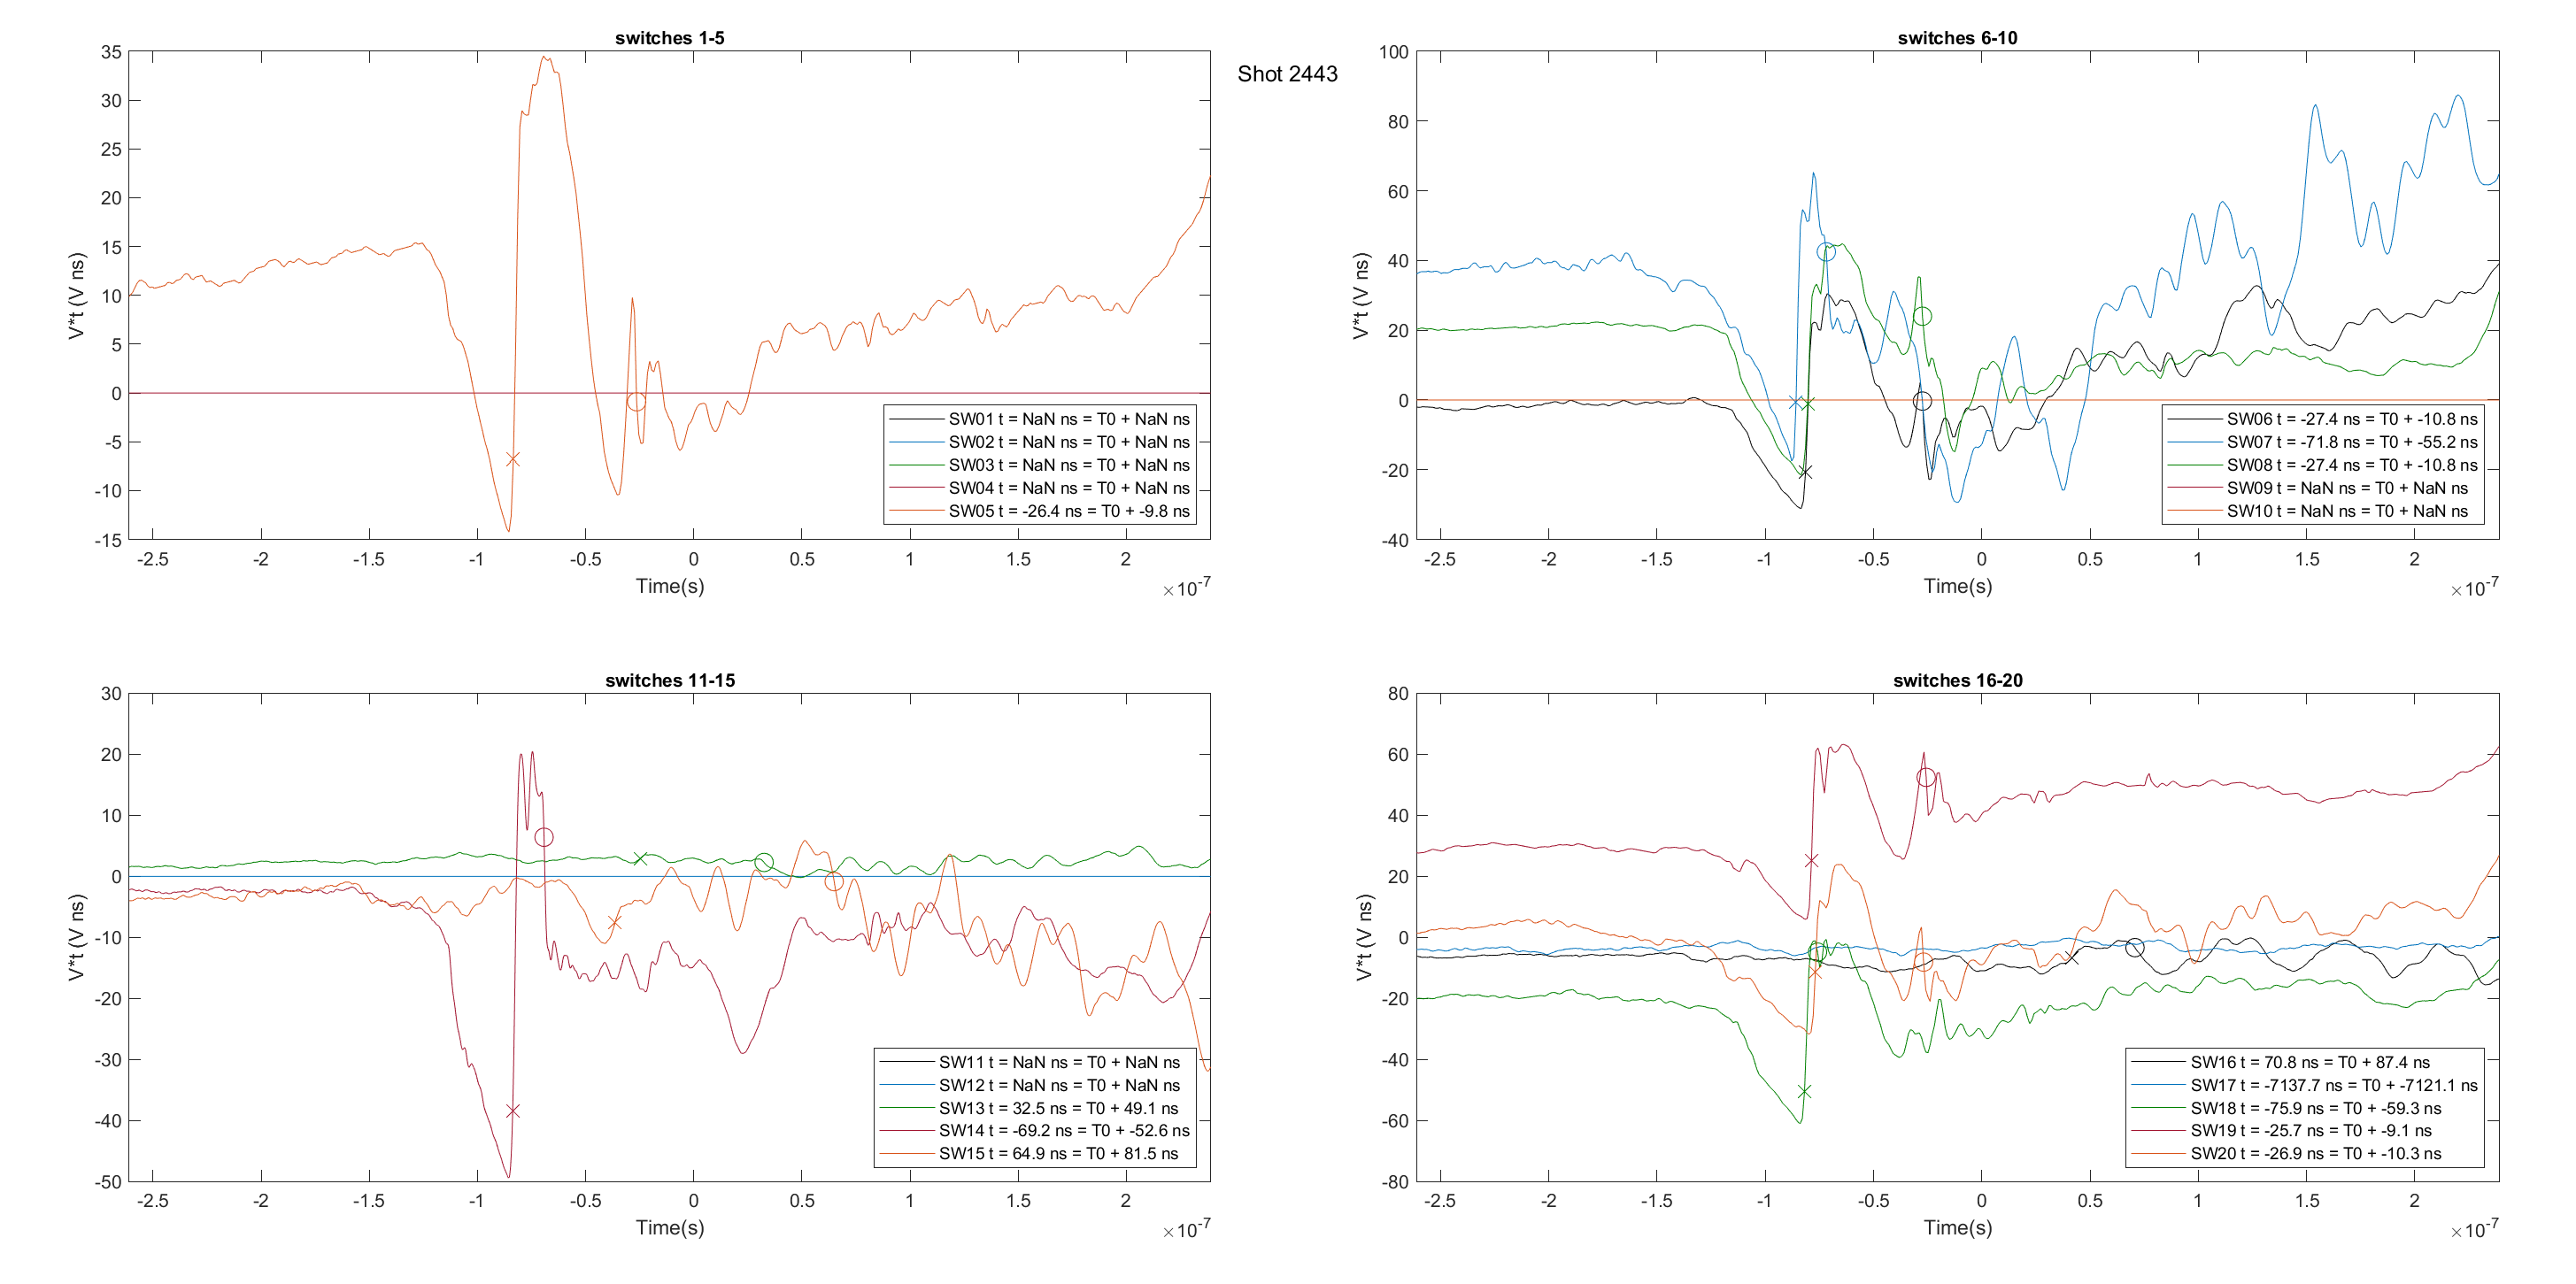 Shot 2443
switches 1-5
35
30
25
20
15
10
5
0
-5
-10
-15
V*t (V ns)
-2.5 -2 -1.5 -1 -0.5 0 0.5 1 1.5 2
Time(s)
×10-7
SW01 t = NaN ns = T0 + NaN ns
SW02 t = NaN ns = T0 + NaN ns
SW03 t = NaN ns = T0 + NaN ns
SW04 t = NaN ns = T0 + NaN ns
SW05 t = -26.4 ns = T0 + -9.8 ns
switches 6-10
100
80
60
40
20
0
-20
-40
V*t (V ns)
-2.5 -2 -1.5 -1 -0.5 0 0.5 1 1.5 2
Time(s)
×10-7
SW06 t = -27.4 ns = T0 + -10.8 ns
SW07 t = -71.8 ns = T0 + -55.2 ns
SW08 t = -27.4 ns = T0 + -10.8 ns
SW09 t = NaN ns = T0 + NaN ns
SW10 t = NaN ns = T0 + NaN ns
switches 11-15
30
20
10
0
-10
-20
-30
-40
-50
V*t (V ns)
-2.5 -2 -1.5 -1 -0.5 0 0.5 1 1.5 2
Time(s)
×10-7
SW11 t = NaN ns = T0 + NaN ns
SW12 t = NaN ns = T0 + NaN ns
SW13 t = 32.5 ns = T0 + 49.1 ns
SW14 t = -69.2 ns = T0 + -52.6 ns
SW15 t = 64.9 ns = T0 + 81.5 ns
switches 16-20
80
60
40
20
0
-20
-40
-60
-80
V*t (V ns)
-2.5 -2 -1.5 -1 -0.5 0 0.5 1 1.5 2
Time(s)
×10-7
SW16 t = 70.8 ns = T0 + 87.4 ns
SW17 t = -7137.7 ns = T0 + -7121.1 ns
SW18 t = -75.9 ns = T0 + -59.3 ns
SW19 t = -25.7 ns = T0 + -9.1 ns
SW20 t = -26.9 ns = T0 + -10.3 ns